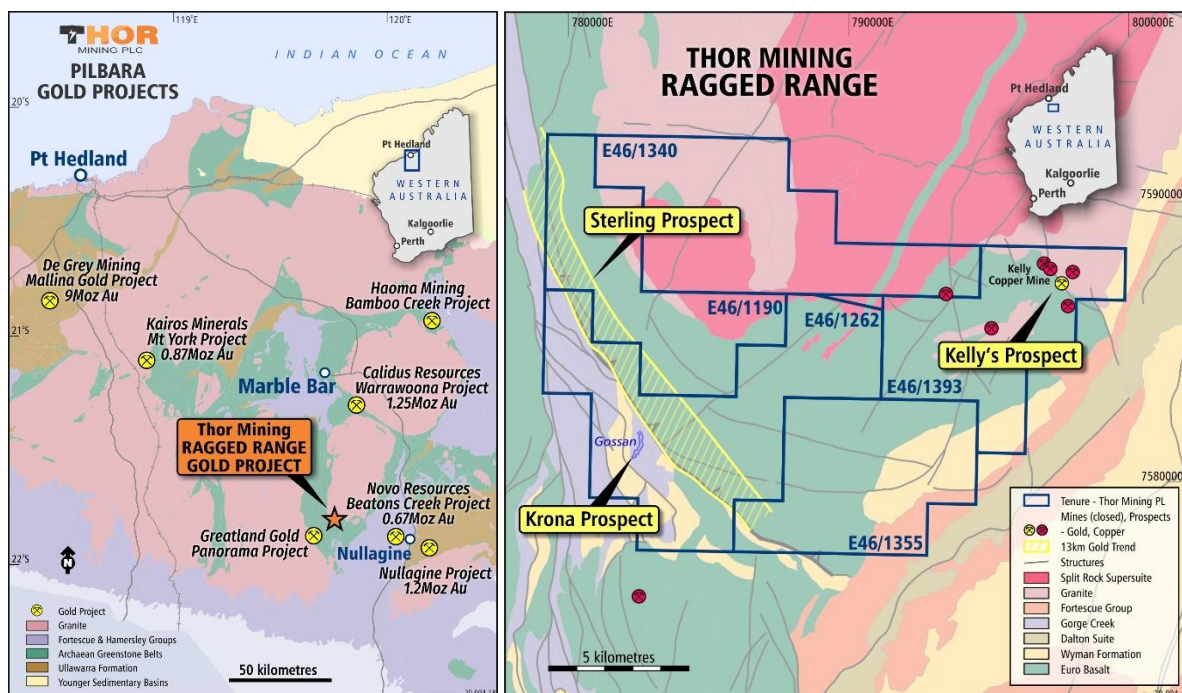 THOR
MINING PLC
PILBARA
GOLD PROJECTS
119°E
120°E
INDIAN OCEAN
20°S
Pt Hedland
Pt Hedland
WESTERN
AUSTRALIA
Kalgoorlie
Perth
De Grey Mining
Mallina Gold Project
9Moz Au
Haoma Mining
Bamboo Creek Project
21°S
Kairos Minerals
Mt York Project
0.87Moz Au
Marble Bar
Calidus Resources
Warrawoona Project
1.25Moz Au
Thor Mining
RAGGED RANGE
GOLD PROJECT
Novo Resources
Beatons Creek Project
0.67Moz Au
Greatland Gold
Panorama Project
Nullagine
Nullagine Project
1.2Moz Au
22°S
N
Gold Project
Granite
Fortescue & Hamersley Groups
Archaean Greenstone Belts
Ullawarra Formation
Younger Sedimentary Basins
50 kilometres
780000E
790000E
800000E
THOR MINING
RAGGED RANGE
Pt Hedland
WESTERN
AUSTRALIA
Kalgoorlie
Perth
E46/1340
7590000
Sterling Prospect
Kelly
Copper Mine
E46/1190
E46/1262
Kelly's Prospect
E46/1393
Gossan
7580000
Krona Prospect
E46/1355
5 kilometres
Tenure - Thor Mining PL
Mines (closed), Prospects
- Gold, Copper
13km Gold Trend
Structures
Split Rock Supersuite
Granite
Fortescue Group
Gorge Creek
Dalton Suite
Wyman Formation
Euro Basalt